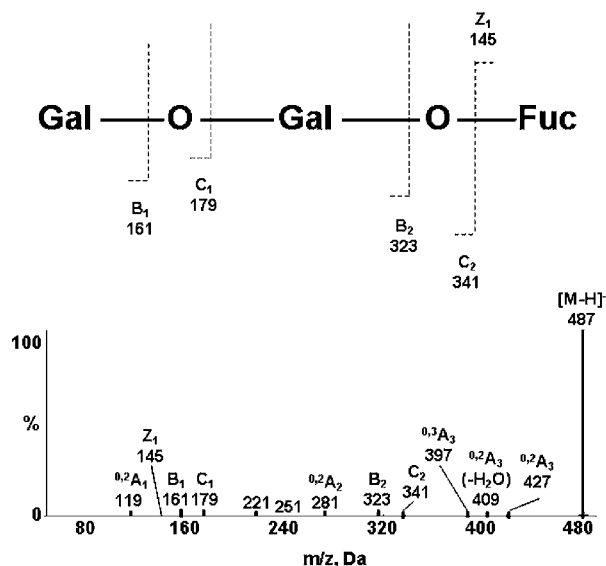 Z₁
145
Gal O Gal O Fuc
B₁
161
C₁
179
B₂
323
C₂
341
[M-H]⁻
487
100
%
0
⁰,²A₁
119
Z₁
145
B₁
161
C₁
179
221
251
⁰,²A₂
281
B₂
323
C₂
341
⁰,³A₃
397
⁰,²A₃
(-H₂O)
409
⁰,²A₃
427
80 160 240 320 400 480
m/z, Da